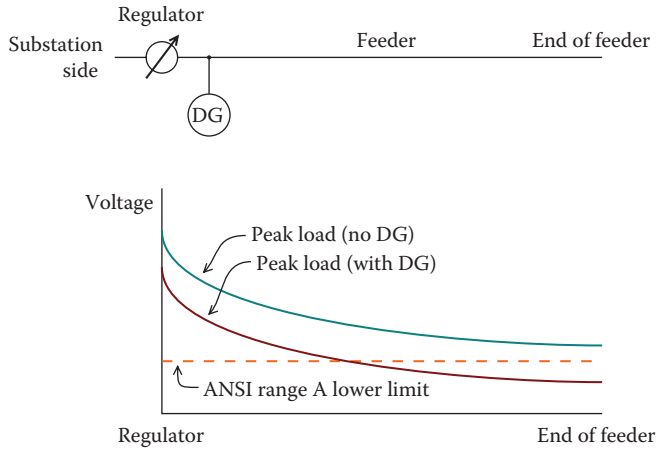 Regulator
Substation
side
Feeder
End of feeder
DG
Voltage
Peak load (no DG)
Peak load (with DG)
ANSI range A lower limit
Regulator
End of feeder